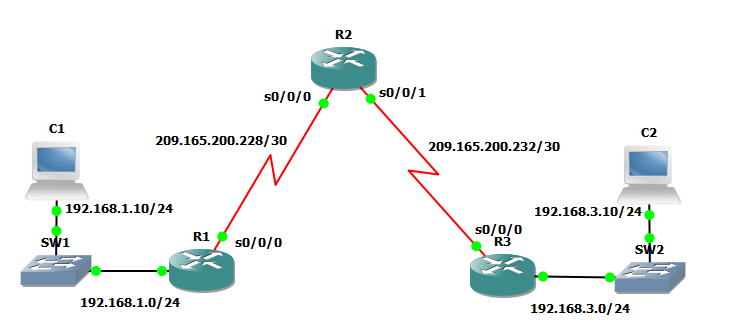 R2
s0/0/0
s0/0/1
209.165.200.228/30
209.165.200.232/30
C1
C2
192.168.1.10/24
192.168.3.10/24
SW1
R1
s0/0/0
s0/0/0
R3
SW2
192.168.1.0/24
192.168.3.0/24